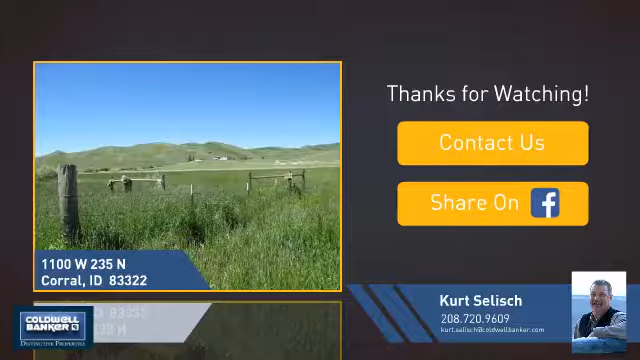 Thanks for Watching!
Contact Us
Share On f
1100 W 235 N
Corral, ID 83322
Kurt Selisch
208.720.9609
kurt.selisch@coldwellbanker.com
COLDWELL
BANKER
DISTINCTIVE PROPERTIES